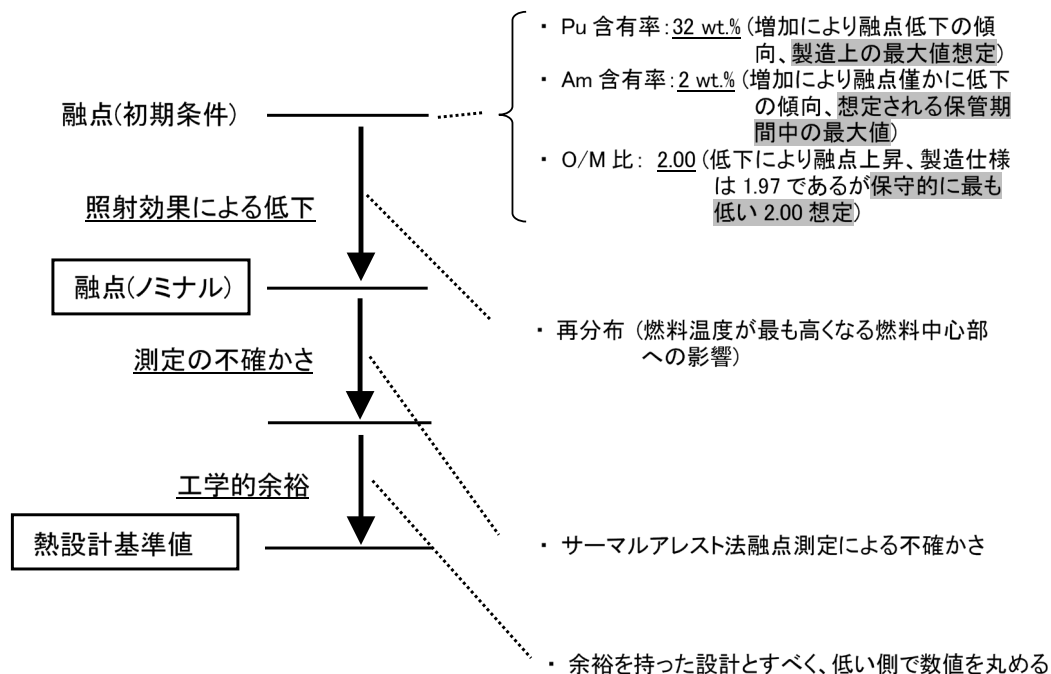 ・ Pu 含有率：32 wt.% (増加により融点低下の傾
向、製造上の最大値想定)
・ Am 含有率：2 wt.% (増加により融点僅かに低下
の傾向、想定される保管期
間中の最大値)
・ O/M 比： 2.00 (低下により融点上昇、製造仕様
は 1.97 であるが保守的に最も
低い 2.00 想定)
融点(初期条件)
照射効果による低下
融点(ノミナル)
・ 再分布 (燃料温度が最も高くなる燃料中心部
への影響)
測定の不確かさ
工学的余裕
熱設計基準値
・ サーマルアレスト法融点測定による不確かさ
・ 余裕を持った設計とすべく、低い側で数値を丸める